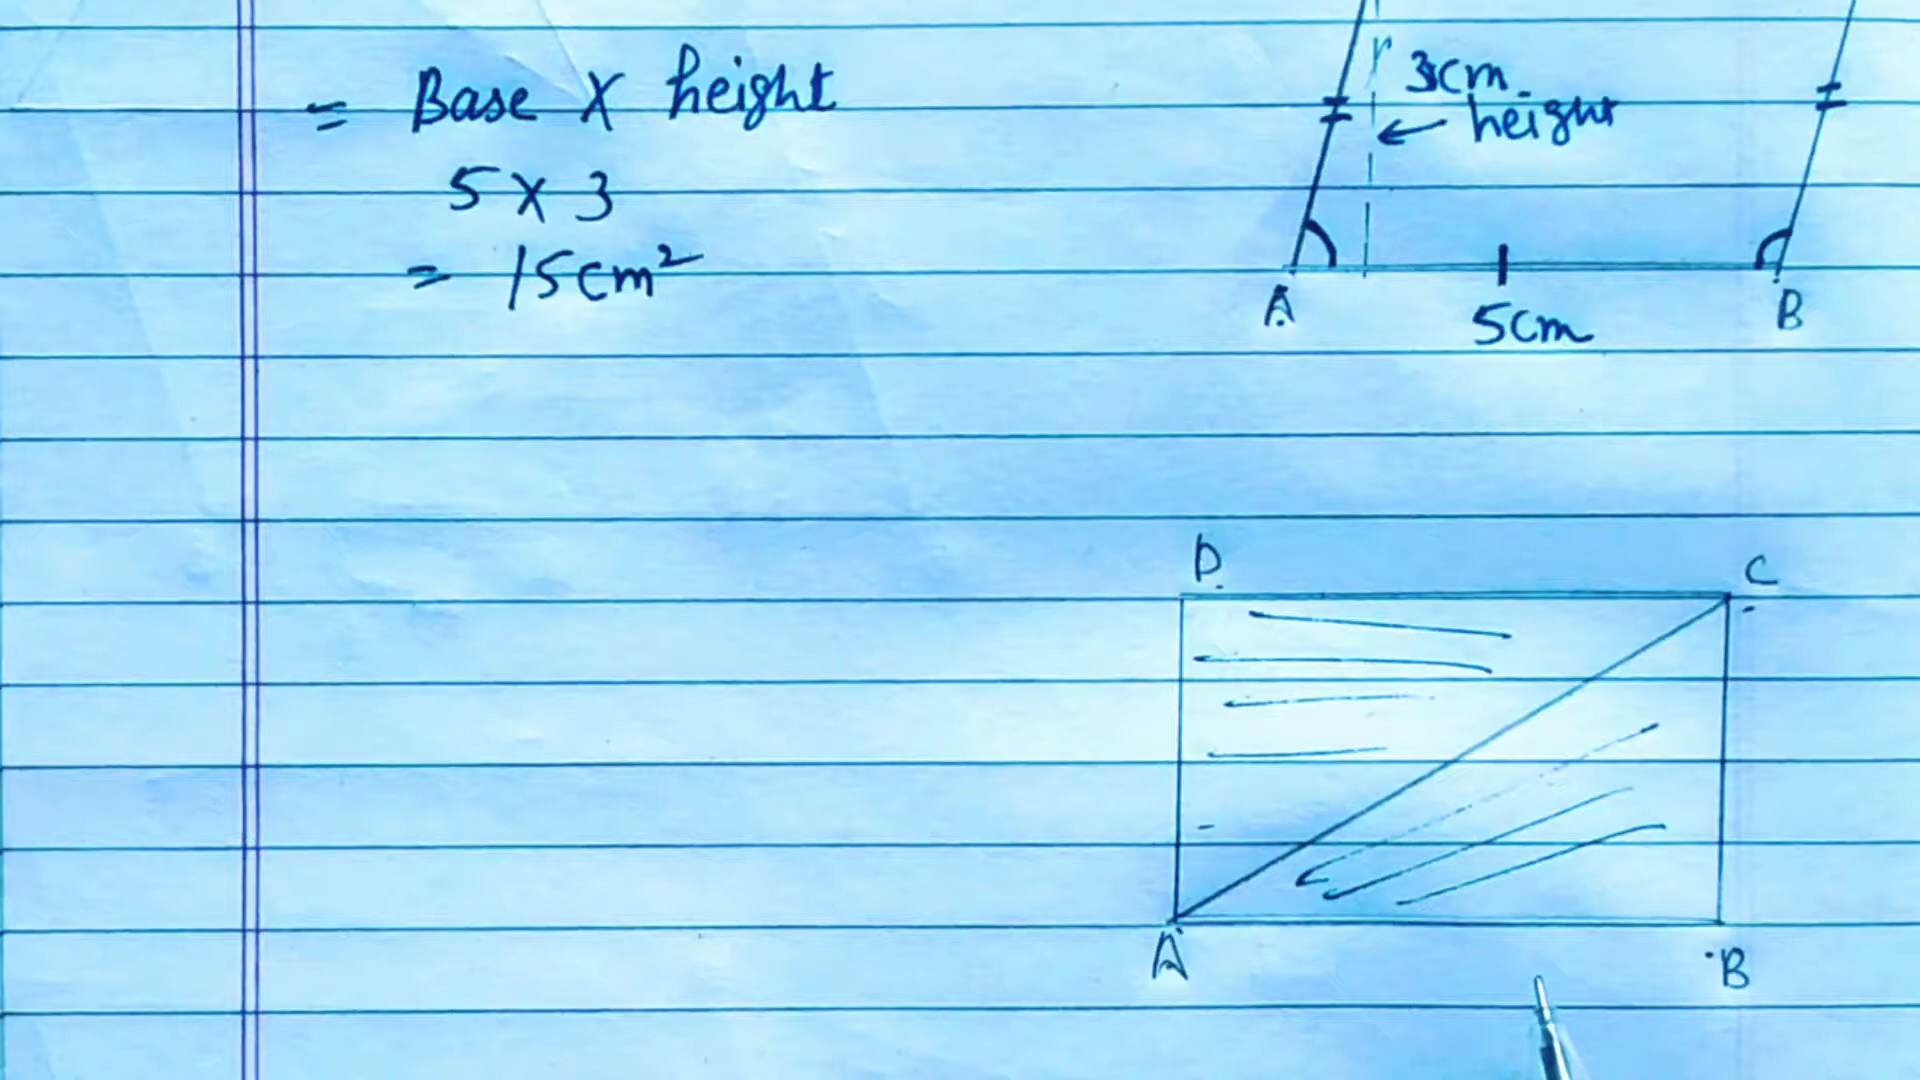 = Base X height
5 X 3
= 15cm²
3cm
← height
A
B
5cm
D
C
A
B